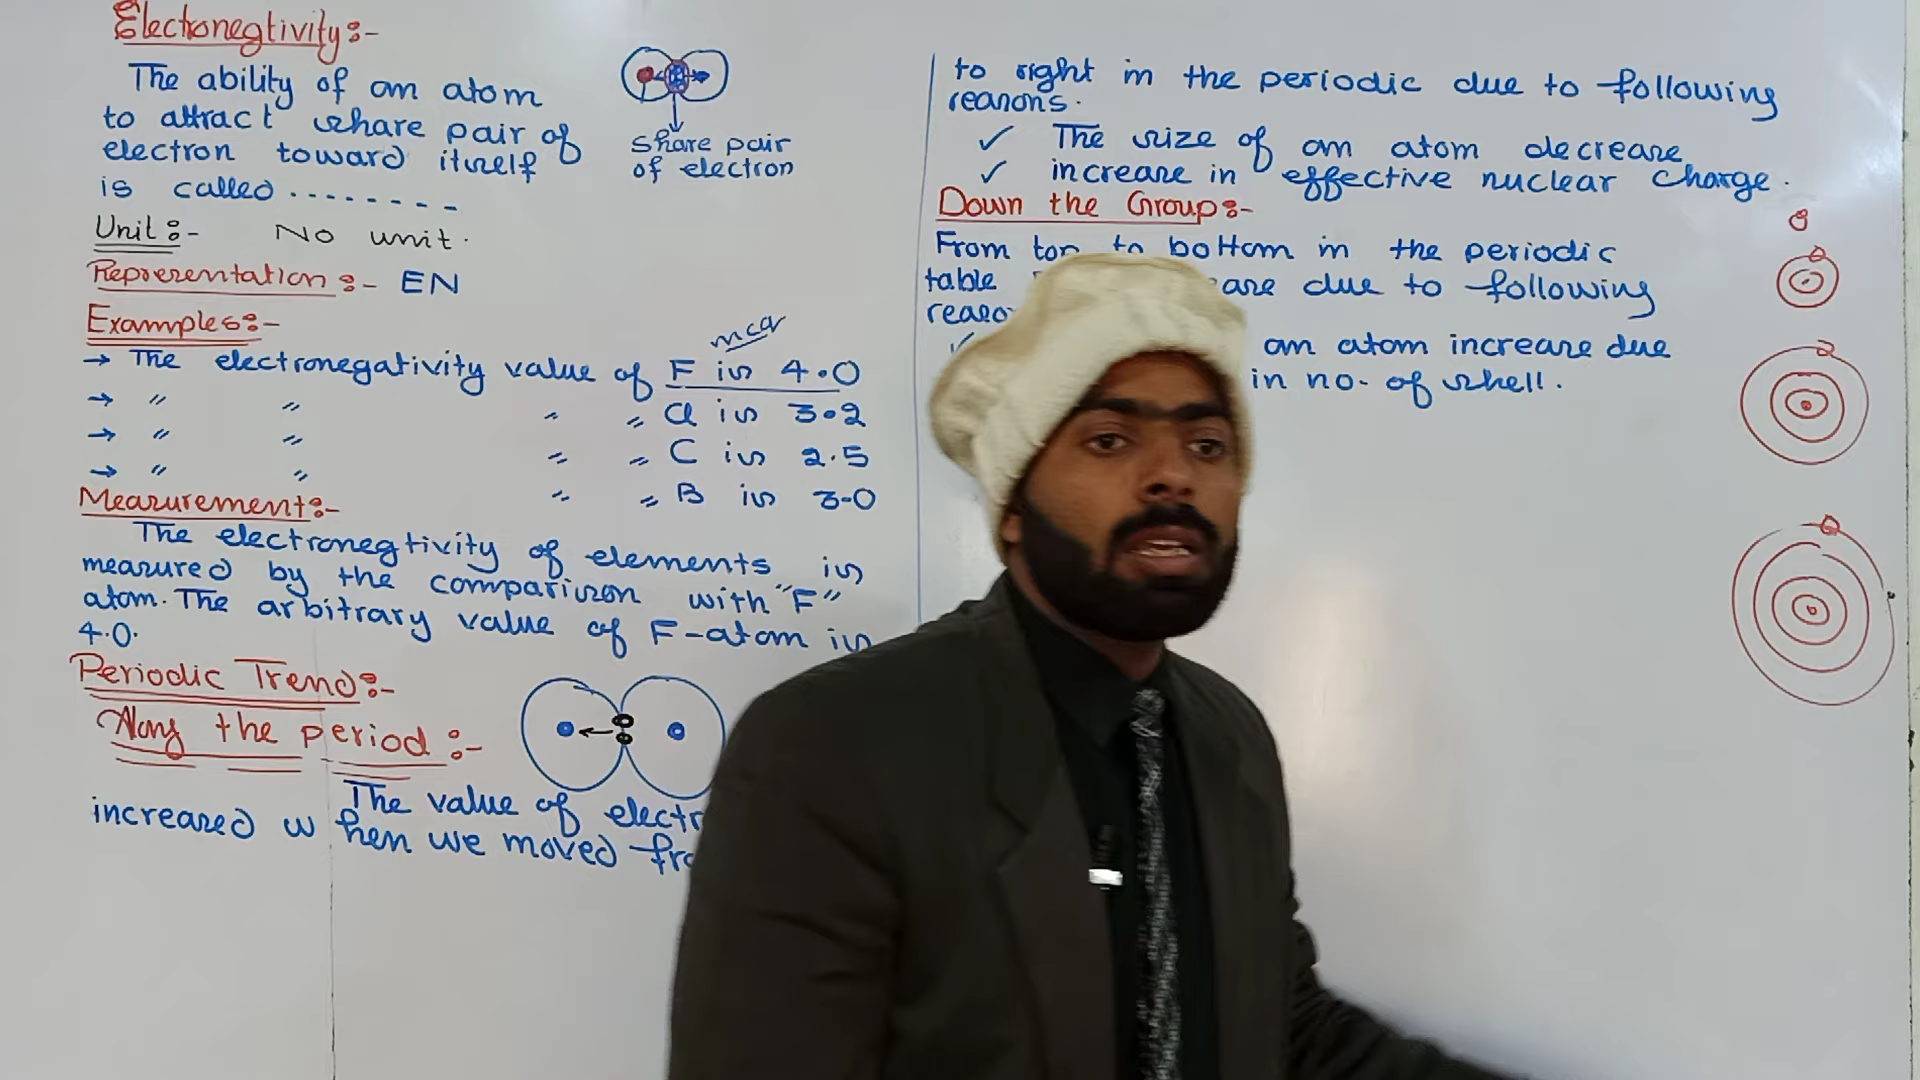 Electronegtivity:-
The ability of an atom
to attract share pair of
electron toward itself
is called ........
share pair
of electron
Unit:- No unit.
Representation:- EN
Examples:-
mcq
→ The electronegativity value of F is 4.0
→ " " " " Cl is 3.2
→ " " " " C is 2.5
→ " " " " B is 3.0
Measurement:-
The electronegtivity of elements is
measured by the comparison with "F"
atom. The arbitrary value of F-atom is
4.0.
Periodic Trend:-
Along the period:-
The value of electr
increased when we moved fro
to right in the periodic due to following
reasons.
✓ The size of an atom decrease
✓ increase in effective nuclear charge.
Down the Group:-
From top to bottom in the periodic
table due to following
reaso
✓ an atom increase due
in no. of shell.